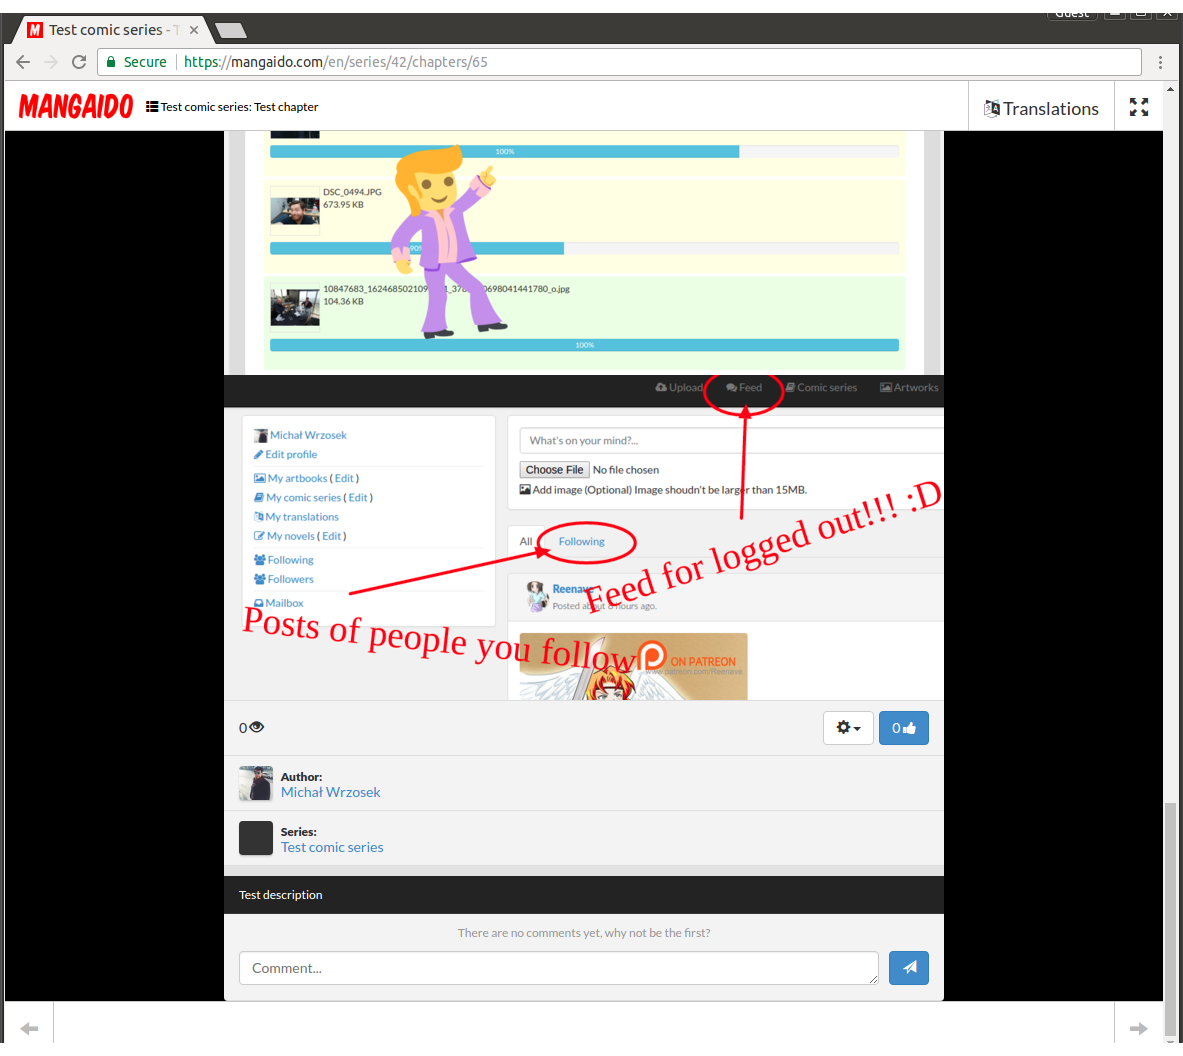 Guest
Test comic series - T
Secure
https://mangaido.com/en/series/42/chapters/65
MANGAIDO
Test comic series: Test chapter
Translations
100%
DSC_0494.JPG
673.95 KB
90%
104.36 KB
100%
Upload
Feed
Comic series
Artworks
Michał Wrzosek
Edit profile
My artbooks ( Edit )
My comic series ( Edit )
My translations
My novels ( Edit )
Following
Followers
Mailbox
What's on your mind?...
Choose File No file chosen
Add image (Optional) Image shoudn't be larger than 15MB.
All
Following
Feed for logged out!!! :D
Reenave
Posted about 8 hours ago.
Posts of people you follow
ON PATREON
www.patreon.com/Reenave
0
0
Author:
Michał Wrzosek
Series:
Test comic series
Test description
There are no comments yet, why not be the first?
Comment...